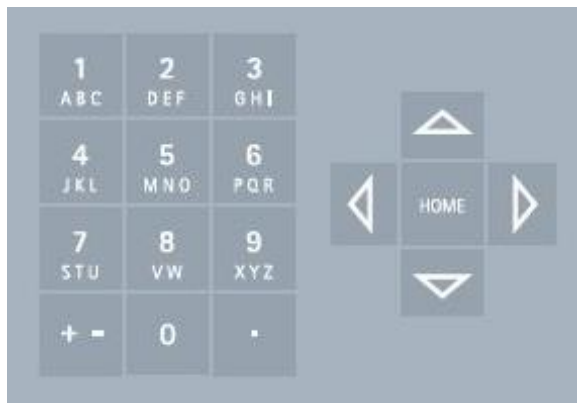 1 2 3
ABC DEF GHI
4 5 6
JKL MNO PQR
HOME
7 8 9
STU VW XYZ
+ - 0 .